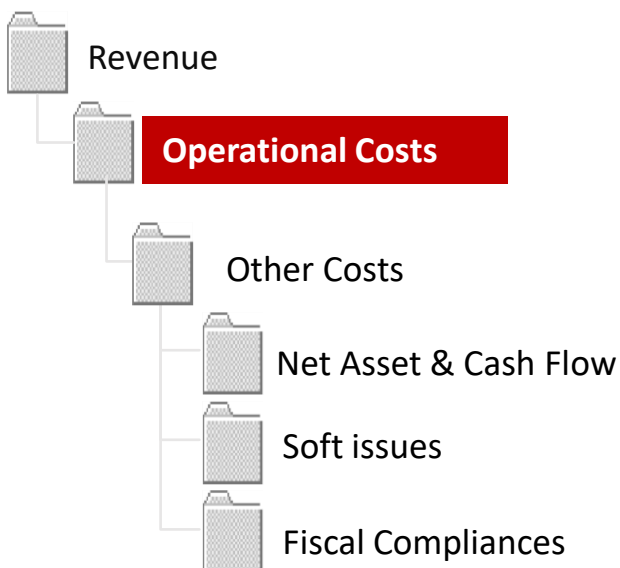 Revenue
Operational Costs
Other Costs
Net Asset & Cash Flow
Soft issues
Fiscal Compliances